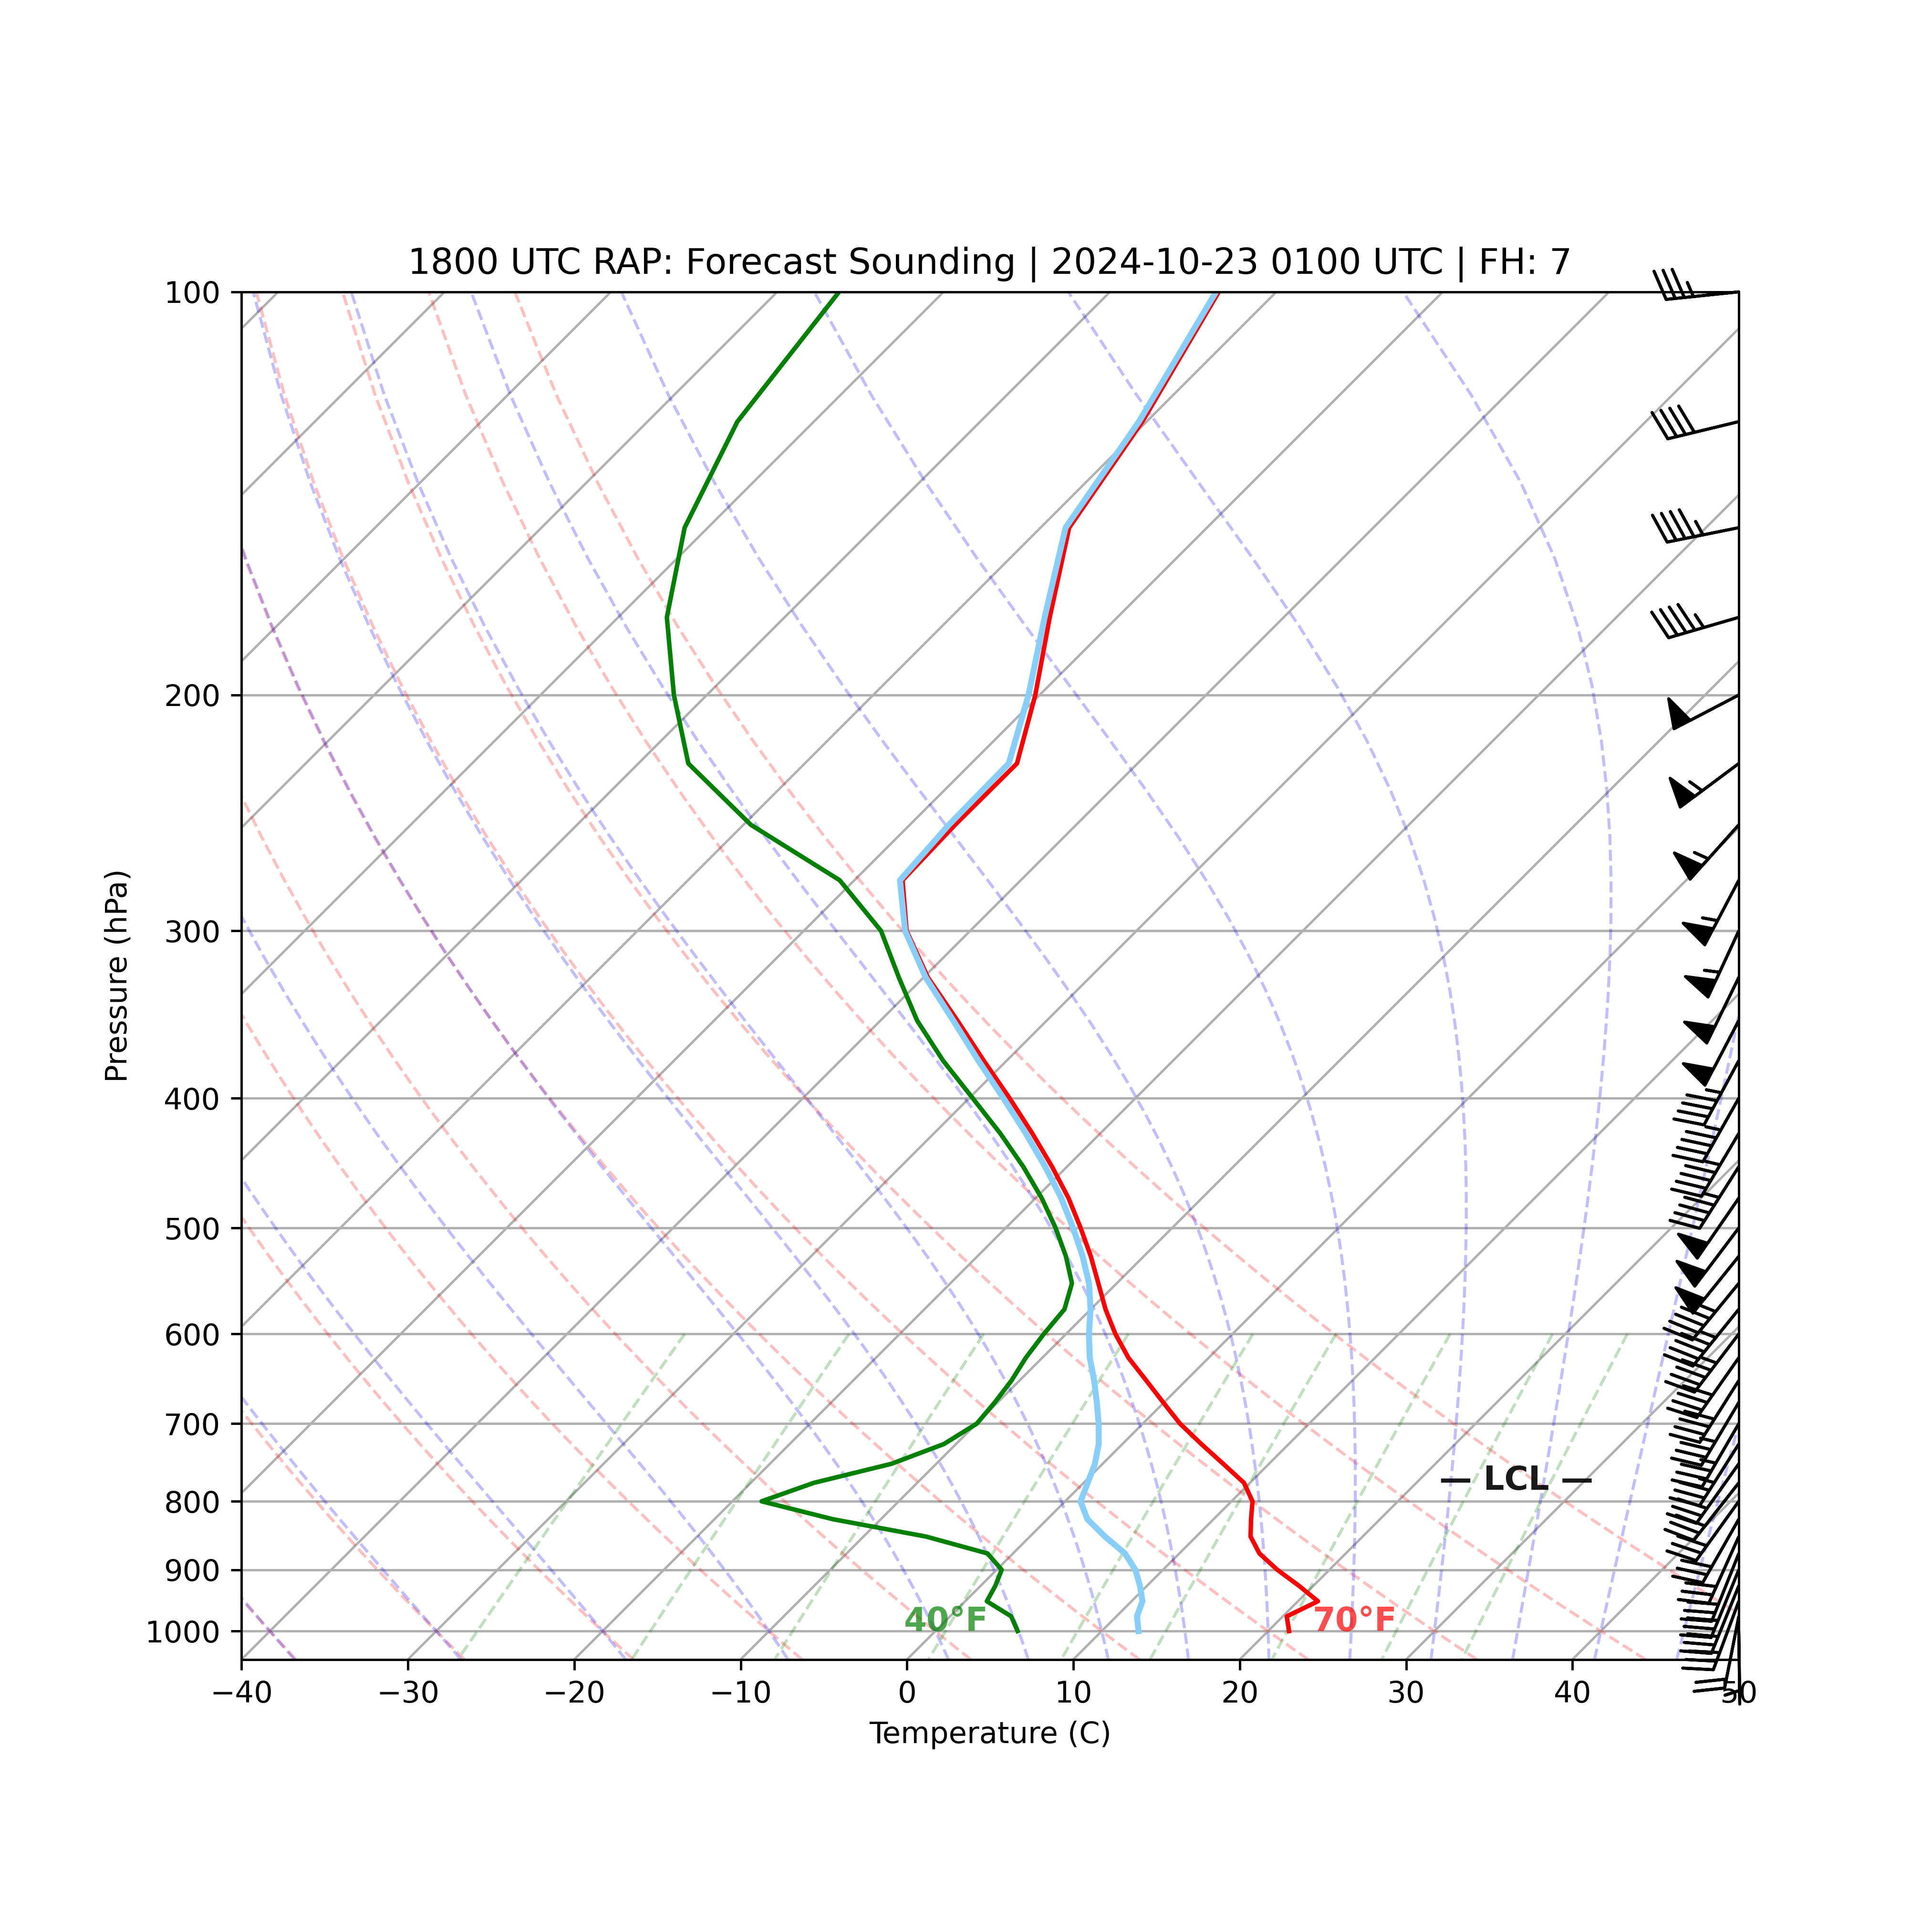 1800 UTC RAP: Forecast Sounding | 2024-10-23 0100 UTC | FH: 7
100
200
300
400
500
600
700
800
900
1000
Pressure (hPa)
— LCL —
40°F
70°F
−40 −30 −20 −10 0 10 20 30 40 50
Temperature (C)